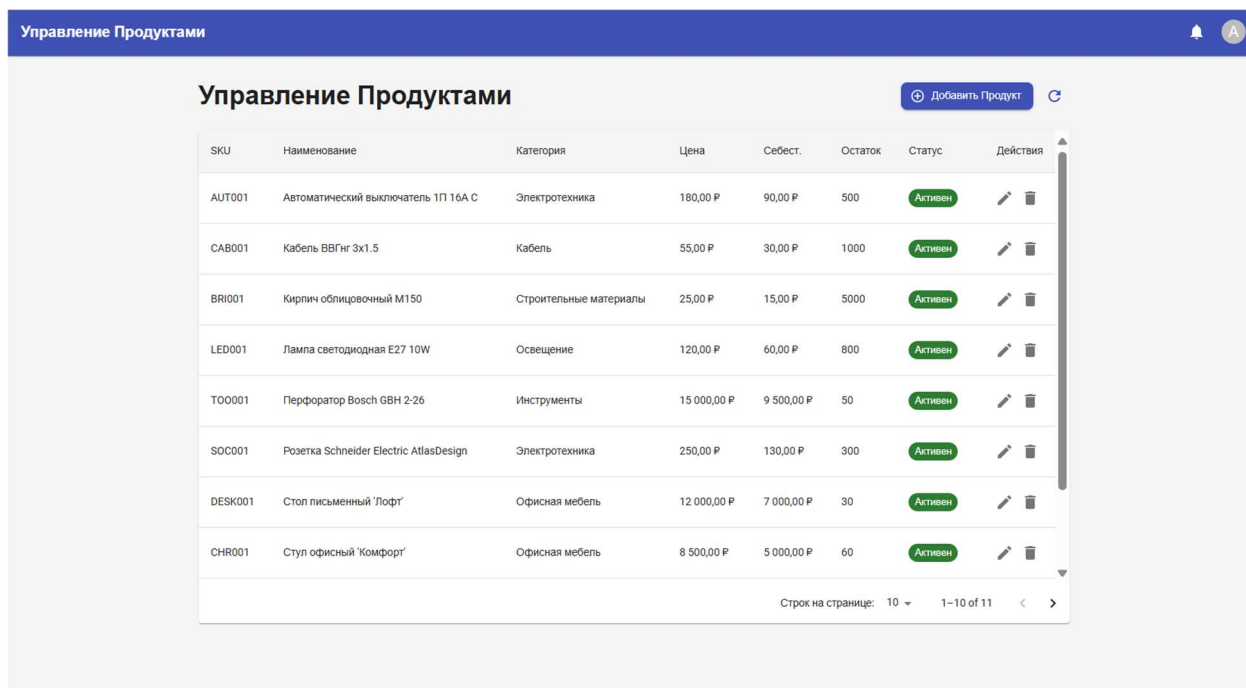 Управление Продуктами
A
Управление Продуктами
Добавить Продукт
SKU Наименование Категория Цена Себест. Остаток Статус Действия
AUT001 Автоматический выключатель 1П 16А C 180,00 ₽ 90,00 ₽ 500 Активен
CAB001 Кабель ВВГнг 3x1.5 Кабель 55,00 ₽ 30,00 ₽ 1000 Активен
BRI001 Кирпич облицовочный М150 Строительные материалы 25,00 ₽ 15,00 ₽ 5000 Активен
LED001 Лампа светодиодная E27 10W Освещение 120,00 ₽ 60,00 ₽ 800 Активен
TOO001 Перфоратор Bosch GBH 2-26 Инструменты 15 000,00 ₽ 9 500,00 ₽ 50 Активен
SOC001 Розетка Schneider Electric AtlasDesign Электротехника 250,00 ₽ 130,00 ₽ 300 Активен
DESK001 Стол письменный 'Лофт' Офисная мебель 12 000,00 ₽ 7 000,00 ₽ 30 Активен
CHR001 Стул офисный 'Комфорт' Офисная мебель 8 500,00 ₽ 5 000,00 ₽ 60 Активен
Строк на странице: 10 1–10 of 11